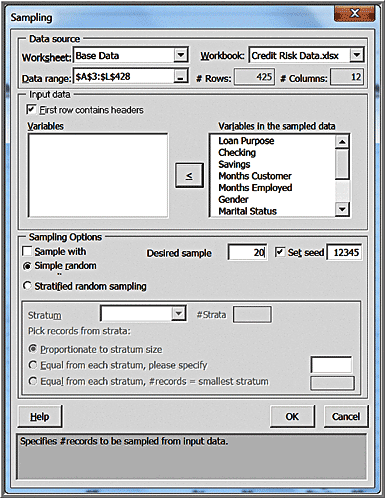 Sampling
Data source
Worksheet: Base Data Workbook: Credit Risk Data.xlsx
Data range: $A$3:$L$428 # Rows: 425 # Columns: 12
Input data
First row contains headers
Variables Variables in the sampled data
Loan Purpose
Checking
Savings
Months Customer
Months Employed
Gender
Marital Status
≤
Sampling Options
Sample with Desired sample 20 Set seed 12345
Simple random
Stratified random sampling
Stratum #Strata
Pick records from strata:
Proportionate to stratum size
Equal from each stratum, please specify
Equal from each stratum, #records = smallest stratum
Help OK Cancel
Specifies #records to be sampled from input data.